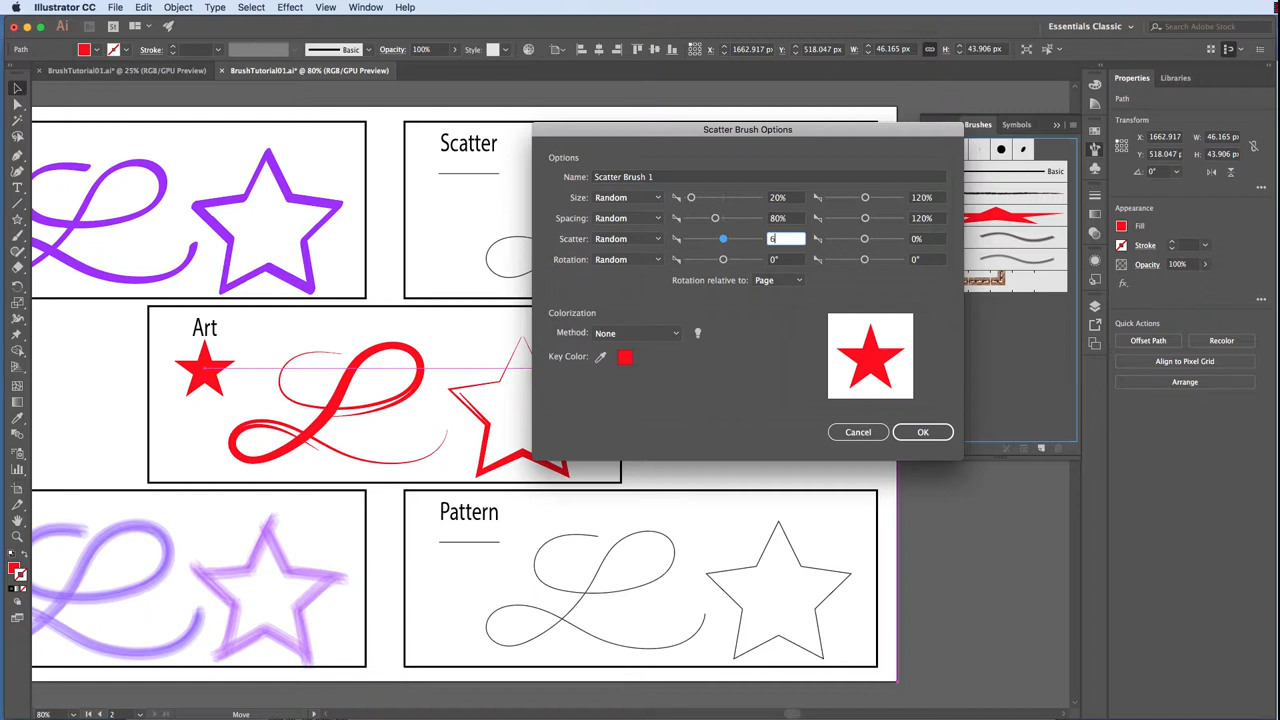 Illustrator CC File Edit Object Type Select Effect View Window Help
Ai Br St Essentials Classic Search Adobe Stock
Path Stroke: Basic Opacity: 100% Style: X: 1662.917 p: Y: 518.047 px W: 46.165 px H: 43.906 px
× BrushTutorial01.ai* @ 25% (RGB/GPU Preview) × BrushTutorial01.ai* @ 80% (RGB/GPU Preview)
Properties Libraries
Path
Transform
X: 1662.917 W: 46.165 p:
Y: 518.047 p H: 43.906 p:
0°
Appearance
Fill
Stroke
Opacity 100%
fx.
Quick Actions
Offset Path Recolor
Align to Pixel Grid
Arrange
Brushes Symbols
Basic
Scatter Brush Options
Options
Name: Scatter Brush 1
Size: Random 20% 120%
Spacing: Random 80% 120%
Scatter: Random 6 0%
Rotation: Random 0° 0°
Rotation relative to: Page
Colorization
Method: None
Key Color:
Cancel OK
Scatter
Art
Pattern
80% 2 Move